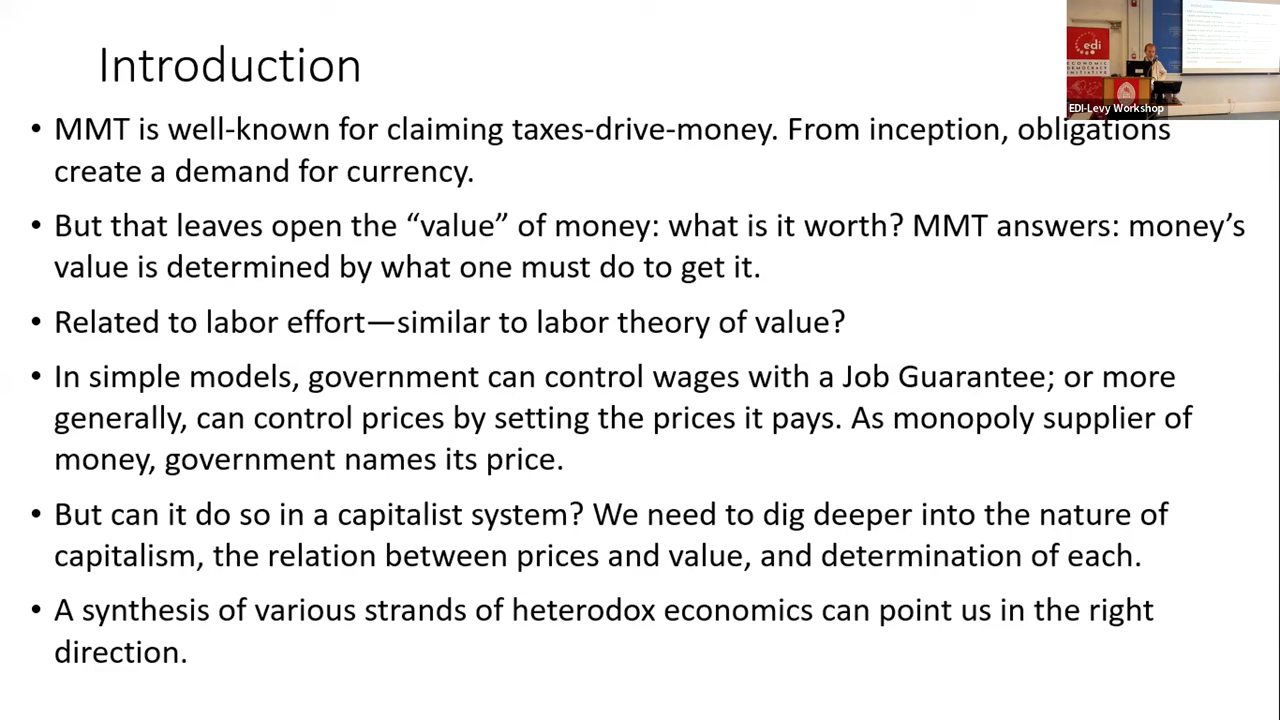 Introduction
• MMT is well-known for claiming taxes-drive-money. From inception, obligations
create a demand for currency.
• But that leaves open the “value” of money: what is it worth? MMT answers: money’s
value is determined by what one must do to get it.
• Related to labor effort—similar to labor theory of value?
• In simple models, government can control wages with a Job Guarantee; or more
generally, can control prices by setting the prices it pays. As monopoly supplier of
money, government names its price.
• But can it do so in a capitalist system? We need to dig deeper into the nature of
capitalism, the relation between prices and value, and determination of each.
• A synthesis of various strands of heterodox economics can point us in the right
direction.
edi
ECONOMIC
DEMOCRACY
INITIATIVE
EDI-Levy Workshop